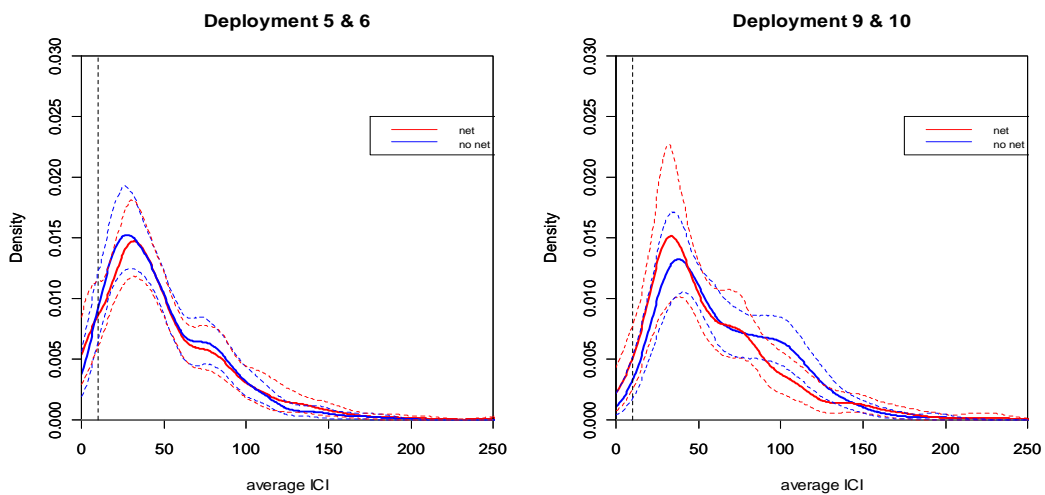 Deployment 5 & 6
Density
0.030
0.025
0.020
0.015
0.010
0.005
0.000
net
no net
0 50 100 150 200 250
average ICI
Deployment 9 & 10
Density
0.030
0.025
0.020
0.015
0.010
0.005
0.000
net
no net
0 50 100 150 200 250
average ICI